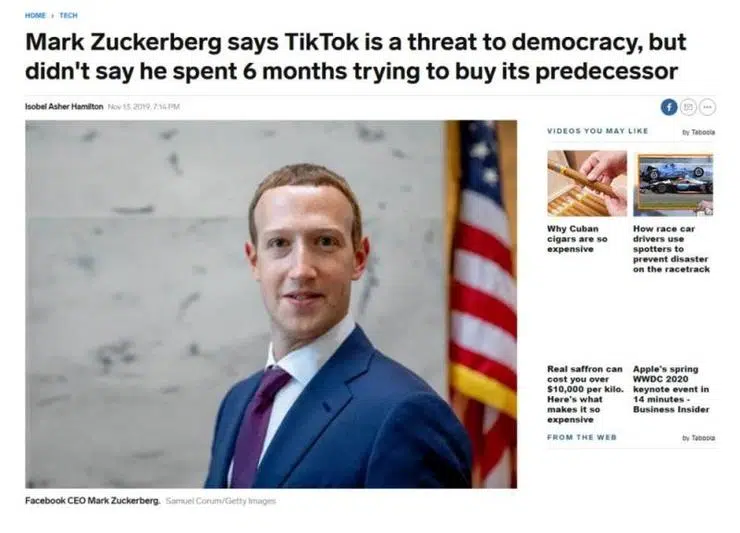 HOME › TECH
Mark Zuckerberg says TikTok is a threat to democracy, but
didn't say he spent 6 months trying to buy its predecessor
Isobel Asher Hamilton Nov 13, 2019, 7:14 PM
f
VIDEOS YOU MAY LIKE by Taboola
Why Cuban
cigars are so
expensive
How race car
drivers use
spotters to
prevent disaster
on the racetrack
Real saffron can
cost you over
$10,000 per kilo.
Here's what
makes it so
expensive
Apple's spring
WWDC 2020
keynote event in
14 minutes -
Business Insider
FROM THE WEB by Taboola
Facebook CEO Mark Zuckerberg. Samuel Corum/Getty Images